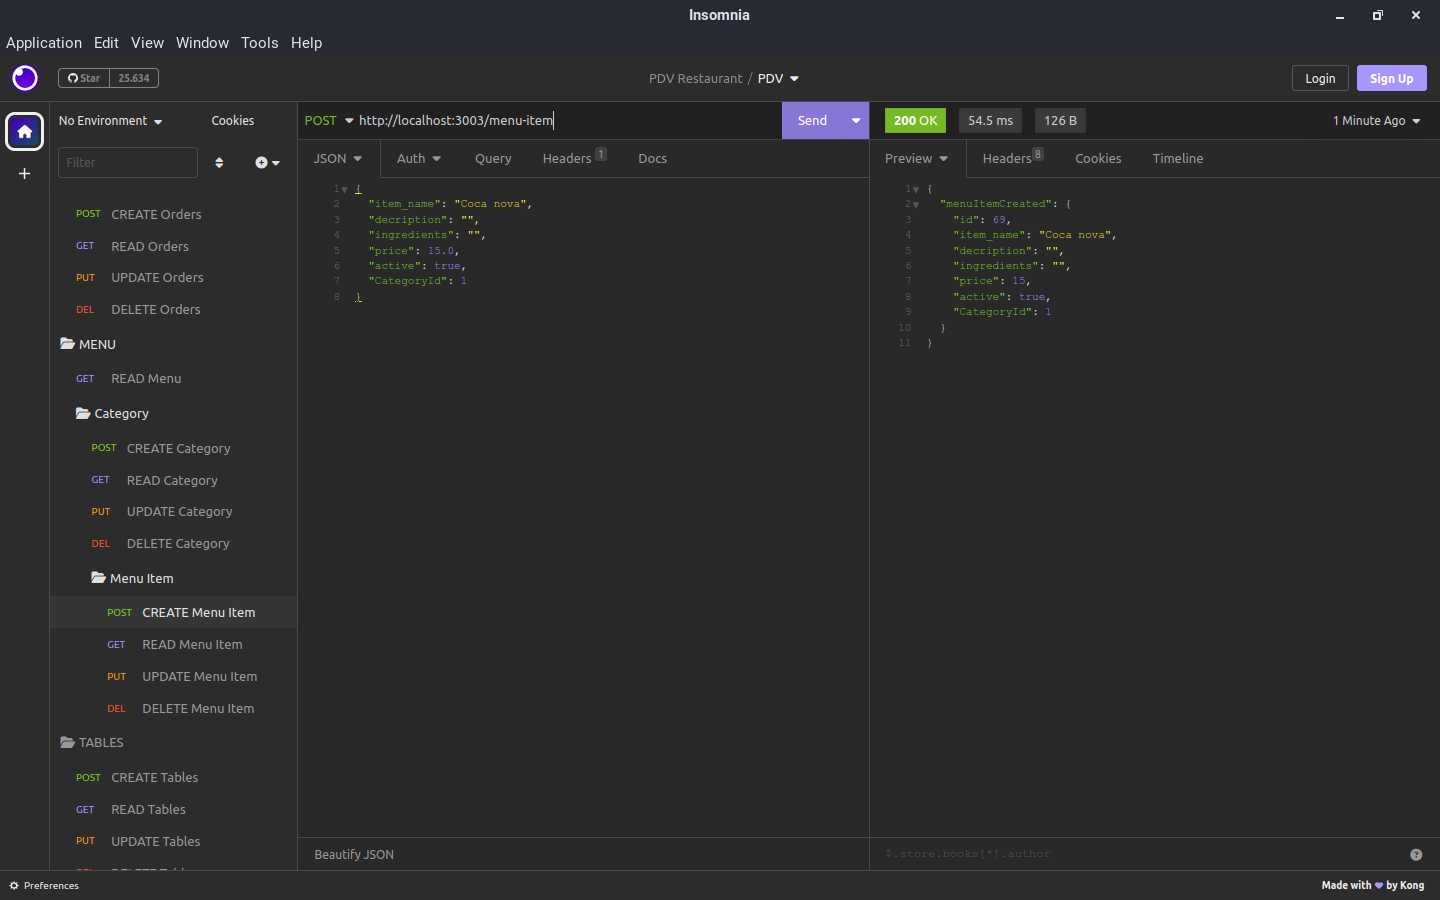 Insomnia
Application Edit View Window Tools Help
Star 25.634
PDV Restaurant / PDV
Login Sign Up
No Environment Cookies
Filter
POST CREATE Orders
GET READ Orders
PUT UPDATE Orders
DEL DELETE Orders
MENU
GET READ Menu
Category
POST CREATE Category
GET READ Category
PUT UPDATE Category
DEL DELETE Category
Menu Item
POST CREATE Menu Item
GET READ Menu Item
PUT UPDATE Menu Item
DEL DELETE Menu Item
TABLES
POST CREATE Tables
GET READ Tables
PUT UPDATE Tables
POST http://localhost:3003/menu-item Send
JSON Auth Query Headers 1 Docs
1 {
2 "item_name": "Coca nova",
3 "decription": "",
4 "ingredients": "",
5 "price": 15.0,
6 "active": true,
7 "CategoryId": 1
8 }
Beautify JSON
200 OK 54.5 ms 126 B 1 Minute Ago
Preview Headers 8 Cookies Timeline
1 {
2 "menuItemCreated": {
3 "id": 69,
4 "item_name": "Coca nova",
5 "decription": "",
6 "ingredients": "",
7 "price": 15,
8 "active": true,
9 "CategoryId": 1
10 }
11 }
$.store.books[*].author
Preferences
Made with ❤ by Kong